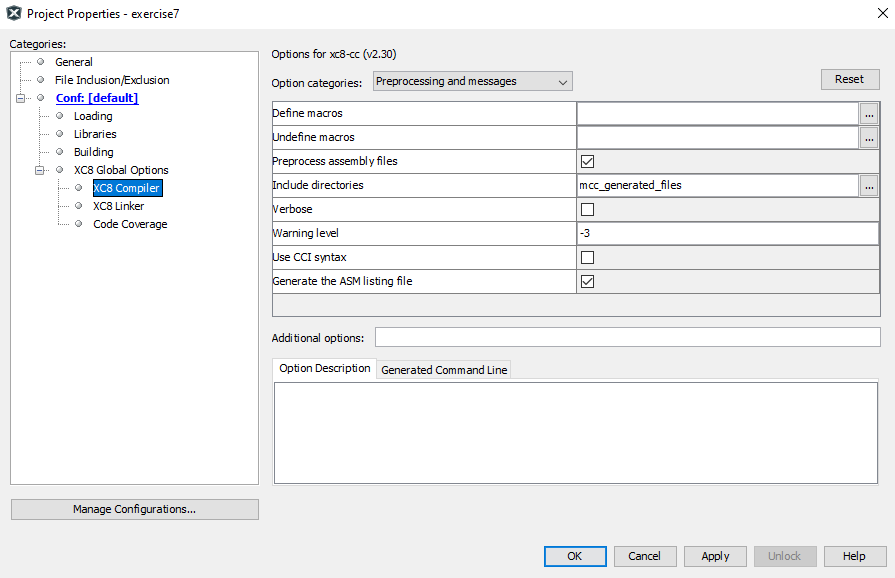 Project Properties - exercise7
Categories:
General
File Inclusion/Exclusion
Conf: [default]
Loading
Libraries
Building
XC8 Global Options
XC8 Compiler
XC8 Linker
Code Coverage
Manage Configurations...
Options for xc8-cc (v2.30)
Option categories: Preprocessing and messages
Reset
Define macros ...
Undefine macros ...
Preprocess assembly files
Include directories mcc_generated_files ...
Verbose
Warning level -3
Use CCI syntax
Generate the ASM listing file
Additional options:
Option Description Generated Command Line
OK Cancel Apply Unlock Help